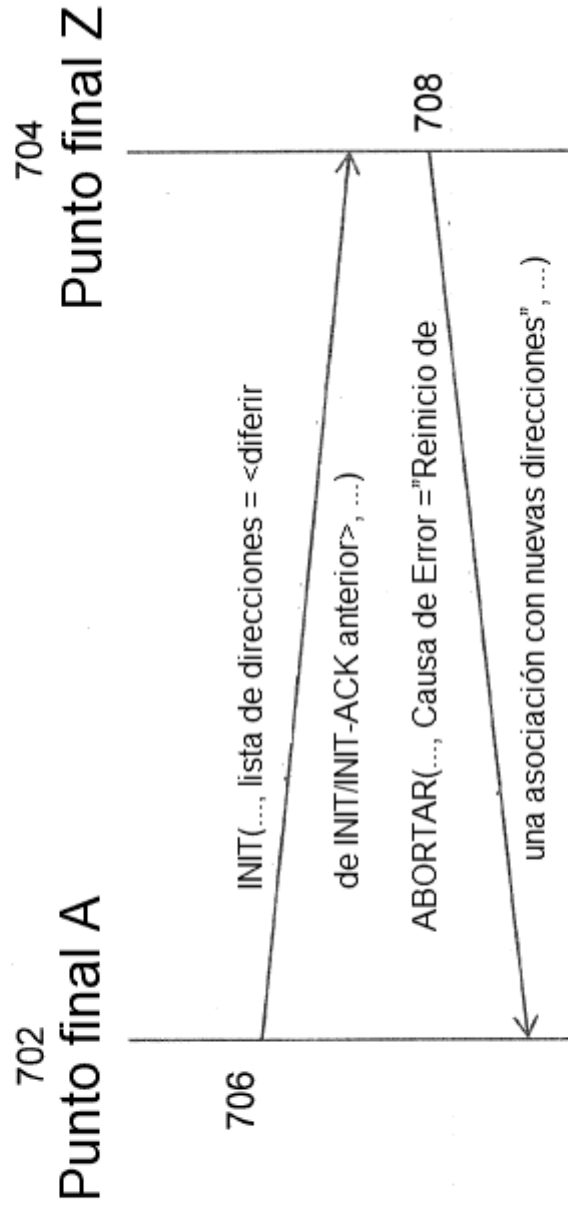 702
Punto final A
704
Punto final Z
706
INIT(..., lista de direcciones = <diferir
de INIT/INIT-ACK anterior>, ...)
708
ABORTAR(..., Causa de Error ="Reinicio de
una asociación con nuevas direcciones", ...)